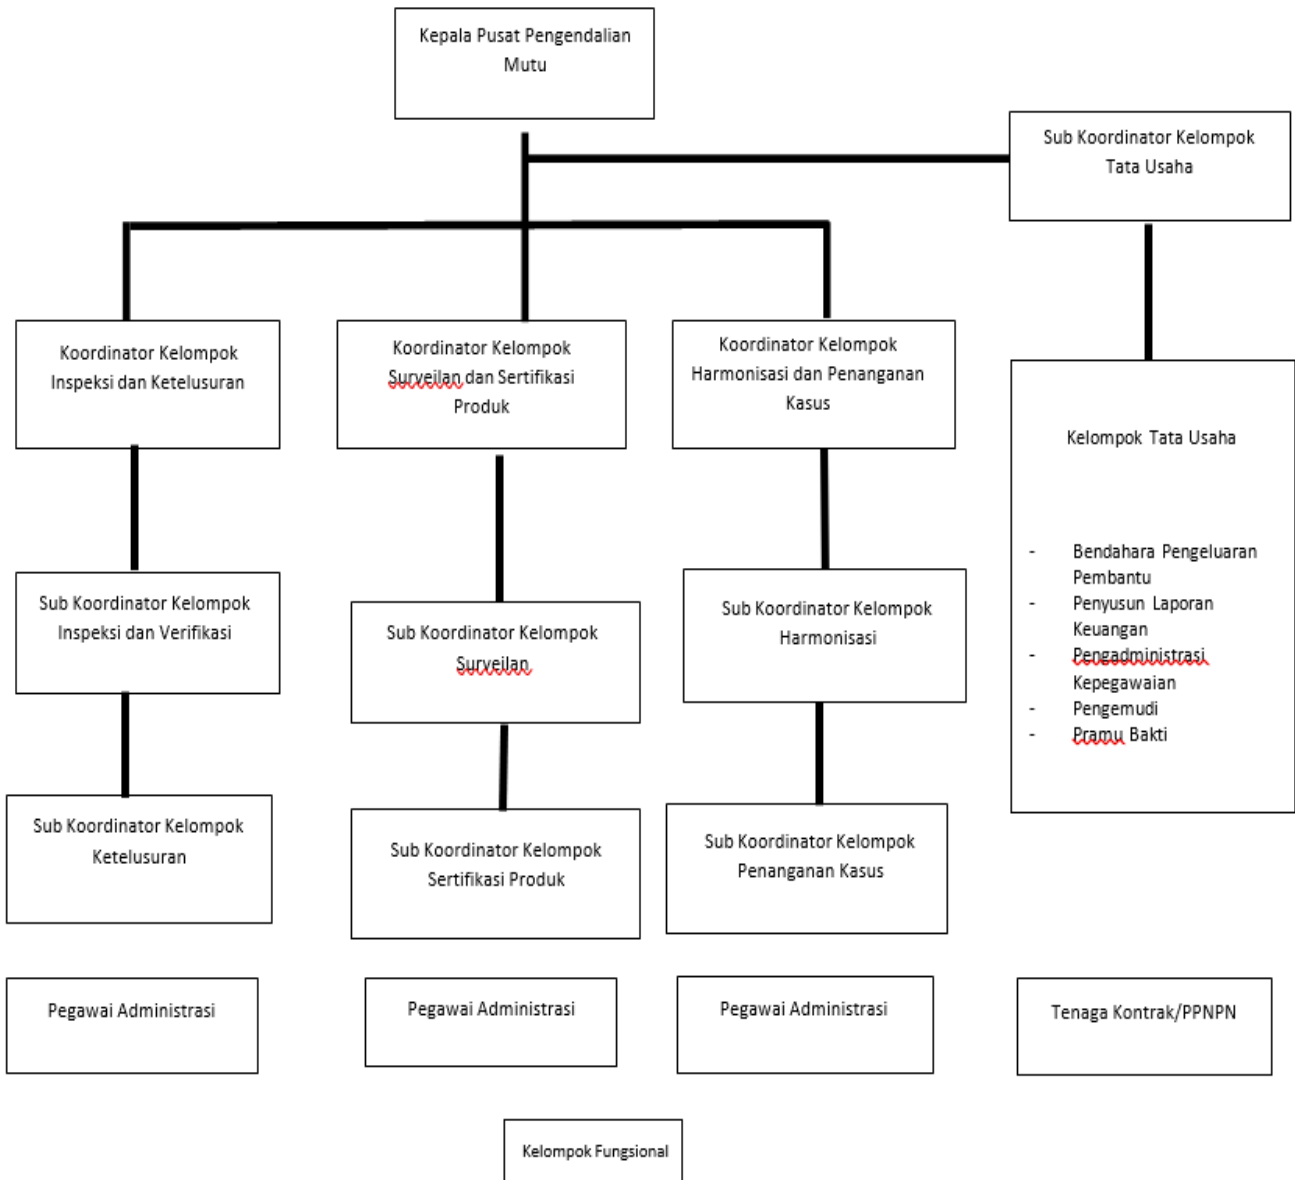 Kepala Pusat Pengendalian
Mutu
Sub Koordinator Kelompok
Tata Usaha
Koordinator Kelompok
Inspeksi dan Ketelusuran
Koordinator Kelompok
Surveilan dan Sertifikasi
Produk
Koordinator Kelompok
Harmonisasi dan Penanganan
Kasus
Kelompok Tata Usaha
- Bendahara Pengeluaran
Pembantu
- Penyusun Laporan
Keuangan
- Pengadministrasi
Kepegawaian
- Pengemudi
- Pramu Bakti
Sub Koordinator Kelompok
Inspeksi dan Verifikasi
Sub Koordinator Kelompok
Surveilan
Sub Koordinator Kelompok
Harmonisasi
Sub Koordinator Kelompok
Ketelusuran
Sub Koordinator Kelompok
Sertifikasi Produk
Sub Koordinator Kelompok
Penanganan Kasus
Pegawai Administrasi
Pegawai Administrasi
Pegawai Administrasi
Tenaga Kontrak/PPNPN
Kelompok Fungsional